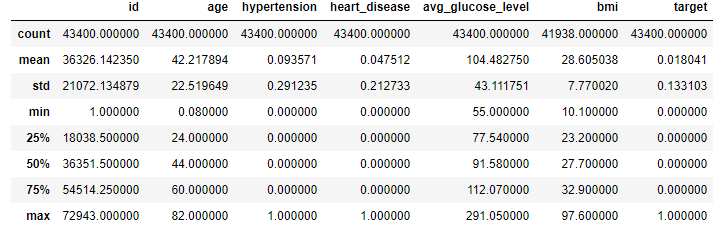 id age hypertension heart_disease avg_glucose_level bmi target
count 43400.000000 43400.000000 43400.000000 43400.000000 43400.000000 41938.000000 43400.000000
mean 36326.142350 42.217894 0.093571 0.047512 104.482750 28.605038 0.018041
std 21072.134879 22.519649 0.291235 0.212733 43.111751 7.770020 0.133103
min 1.000000 0.080000 0.000000 0.000000 55.000000 10.100000 0.000000
25% 18038.500000 24.000000 0.000000 0.000000 77.540000 23.200000 0.000000
50% 36351.500000 44.000000 0.000000 0.000000 91.580000 27.700000 0.000000
75% 54514.250000 60.000000 0.000000 0.000000 112.070000 32.900000 0.000000
max 72943.000000 82.000000 1.000000 1.000000 291.050000 97.600000 1.000000